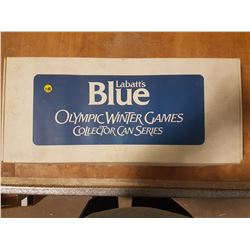 Labatt's
Blue
OLYMPIC WINTER GAMES
COLLECTOR CAN SERIES